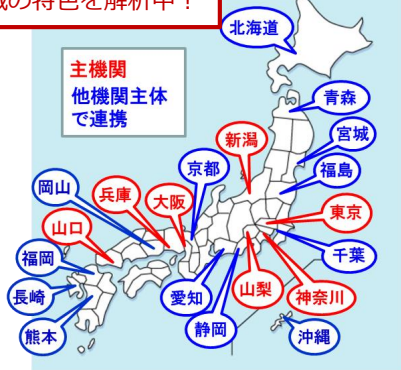 域の特色を解析中！
北海道
主機関
他機関主体
で連携
青森
宮城
新潟
福島
京都
岡山
兵庫
大阪
東京
山口
福岡
千葉
長崎
愛知
山梨
神奈川
熊本
静岡
沖縄